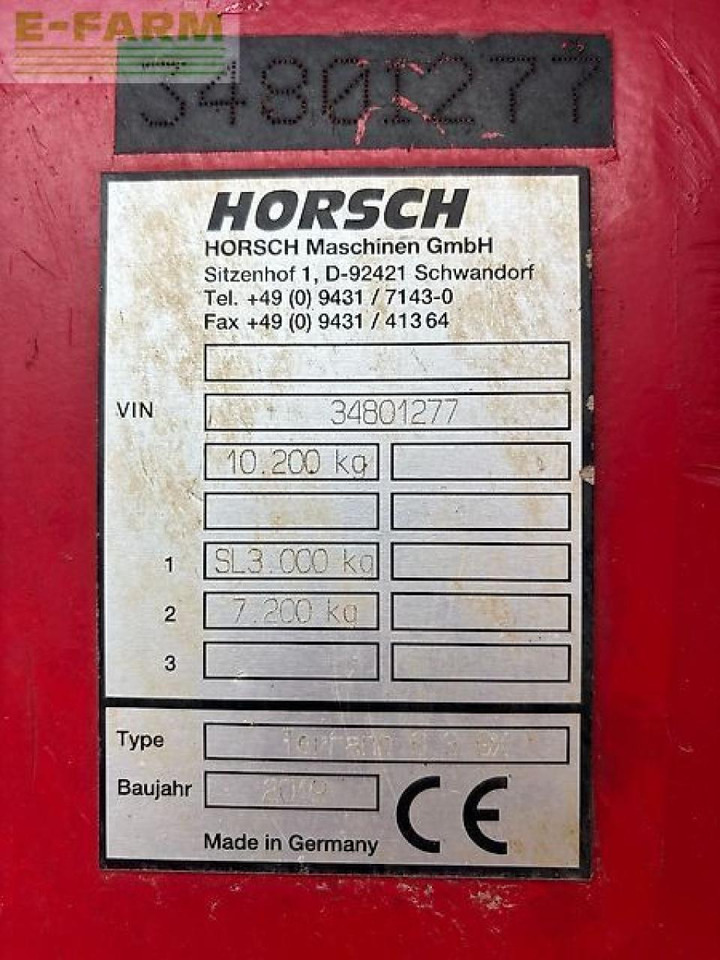 E-FARM
34801277
HORSCH
HORSCH Maschinen GmbH
Sitzenhof 1, D-92421 Schwandorf
Tel. +49 (0) 9431 / 7143-0
Fax +49 (0) 9431 / 413 64
VIN 34801277
10.200 kg
1 SL3.000 kg
2 7.200 kg
3
Type
Baujahr
Made in Germany CE